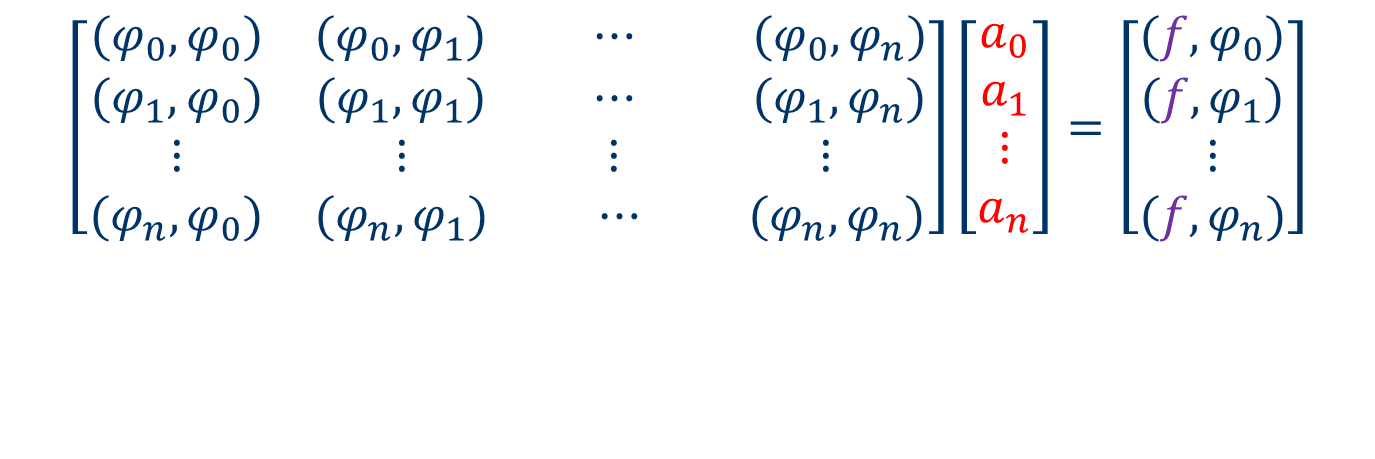 [(φ₀, φ₀) (φ₀, φ₁) ⋯ (φ₀, φₙ)] [a₀] [(f, φ₀)]
[(φ₁, φ₀) (φ₁, φ₁) ⋯ (φ₁, φₙ)] [a₁] = [(f, φ₁)]
[⋮ ⋮ ⋮ ⋮] [⋮] [⋮]
[(φₙ, φ₀) (φₙ, φ₁) ⋯ (φₙ, φₙ)] [aₙ] [(f, φₙ)]